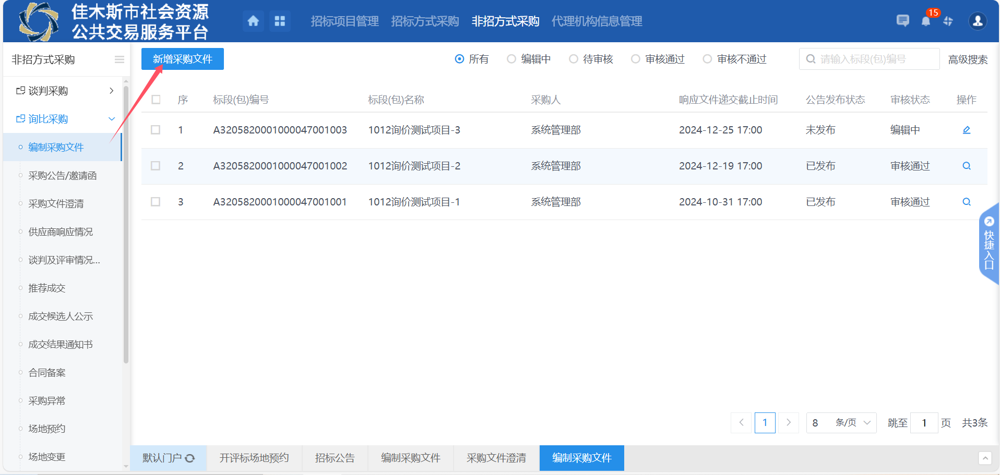 佳木斯市社会资源
公共交易服务平台
招标项目管理 招标方式采购 非招方式采购 代理机构信息管理
15
非招方式采购
谈判采购
询比采购
编制采购文件
采购公告/邀请函
采购文件澄清
供应商响应情况
谈判及评审情况...
推荐成交
成交候选人公示
成交结果通知书
合同备案
采购异常
场地预约
场地变更
新增采购文件
所有 编辑中 待审核 审核通过 审核不通过
请输入标段(包)编号
高级搜索
序 标段(包)编号 标段(包)名称 采购人 响应文件递交截止时间 公告发布状态 审核状态 操作
1 A3205820001000047001003 1012询价测试项目-3 系统管理部 2024-12-25 17:00 未发布 编辑中
2 A3205820001000047001002 1012询价测试项目-2 系统管理部 2024-12-19 17:00 已发布 审核通过
3 A3205820001000047001001 1012询价测试项目-1 系统管理部 2024-10-31 17:00 已发布 审核通过
快捷入口
1 8 条/页 跳至 1 页 共3条
默认门户 开评标场地预约 招标公告 编制采购文件 采购文件澄清 编制采购文件